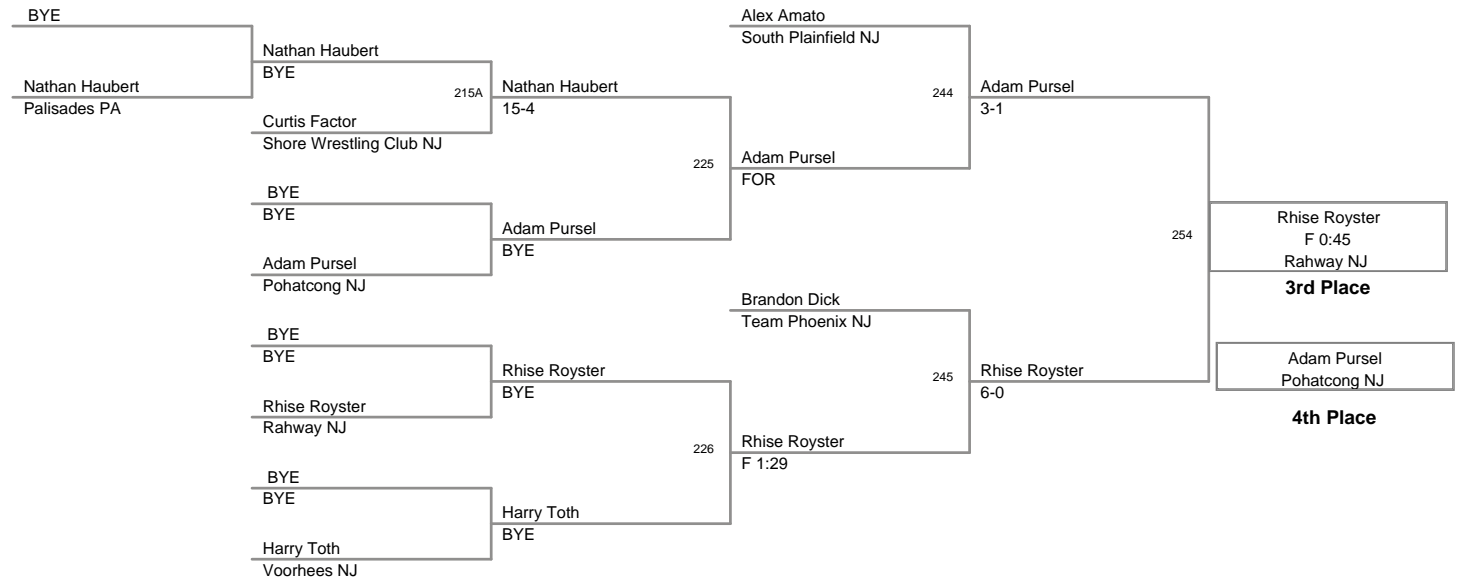 BYE
Nathan Haubert
Palisades PA
Nathan Haubert
BYE
215A
Curtis Factor
Shore Wrestling Club NJ
BYE
BYE
Adam Pursel
Pohatcong NJ
BYE
BYE
Rhise Royster
Rahway NJ
BYE
BYE
Harry Toth
Voorhees NJ
Nathan Haubert
15-4
225
Adam Pursel
BYE
Rhise Royster
BYE
226
Harry Toth
BYE
Alex Amato
South Plainfield NJ
244
Adam Pursel
FOR
Brandon Dick
Team Phoenix NJ
245
Rhise Royster
F 1:29
Adam Pursel
3-1
254
Rhise Royster
6-0
Rhise Royster
F 0:45
Rahway NJ
3rd Place
Adam Pursel
Pohatcong NJ
4th Place